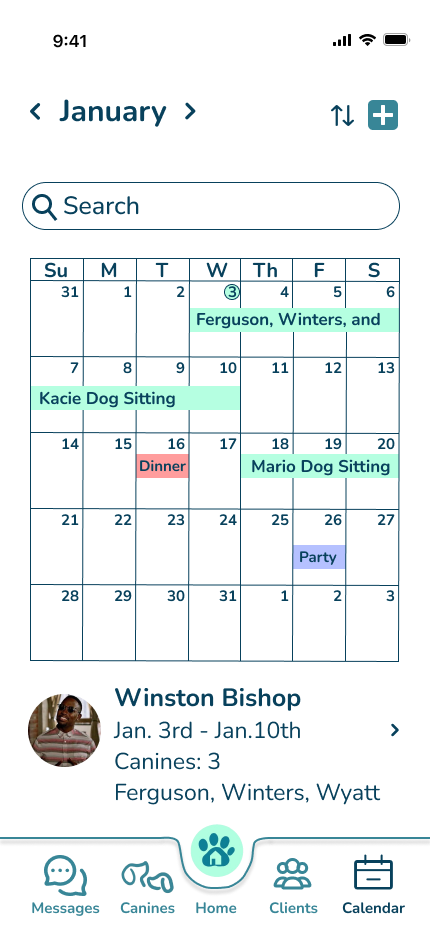 9:41
January
Search
Su M T W Th F S
31 1 2 3 4 5 6
Ferguson, Winters, and
7 8 9 10 11 12 13
Kacie Dog Sitting
14 15 16 17 18 19 20
Dinner Mario Dog Sitting
21 22 23 24 25 26 27
Party
28 29 30 31 1 2 3
Winston Bishop
Jan. 3rd - Jan.10th
Canines: 3
Ferguson, Winters, Wyatt
Messages Canines Home Clients Calendar